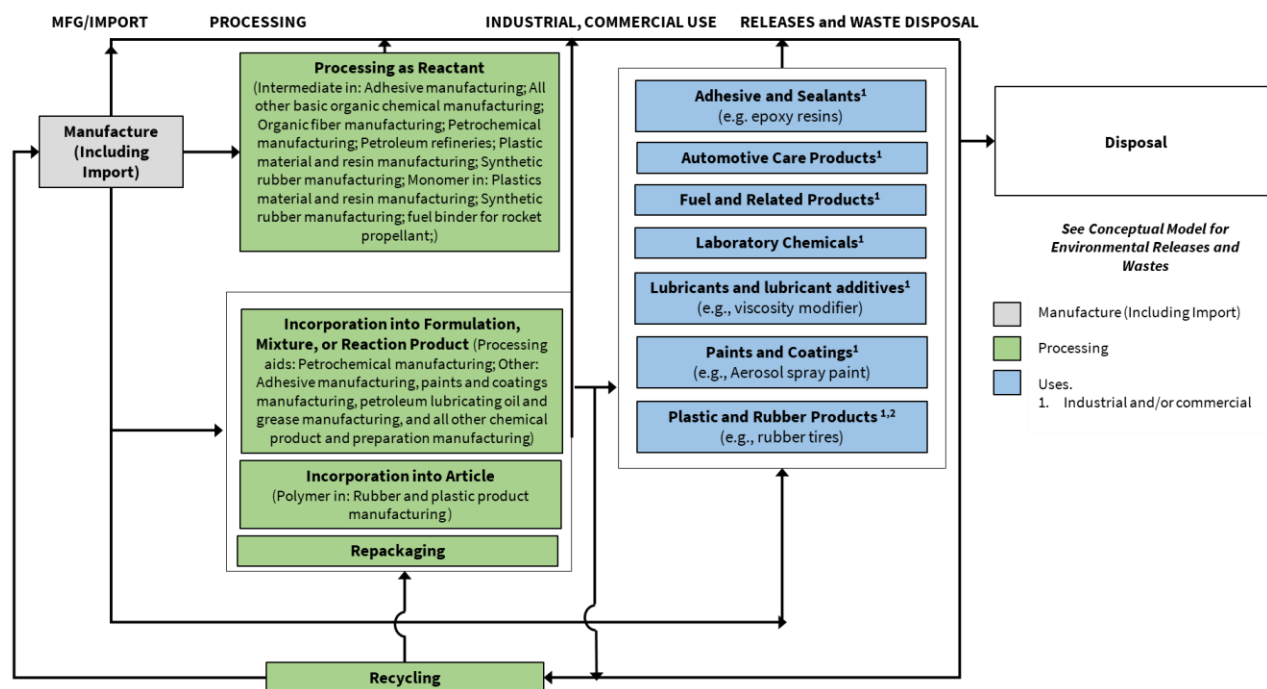 MFG/IMPORT PROCESSING INDUSTRIAL, COMMERCIAL USE RELEASES and WASTE DISPOSAL
Manufacture
(Including
Import)
Processing as Reactant
(Intermediate in: Adhesive manufacturing; All
other basic organic chemical manufacturing;
Organic fiber manufacturing; Petrochemical
manufacturing; Petroleum refineries; Plastic
material and resin manufacturing; Synthetic
rubber manufacturing; Monomer in: Plastics
material and resin manufacturing; Synthetic
rubber manufacturing; fuel binder for rocket
propellant;)
Incorporation into Formulation,
Mixture, or Reaction Product (Processing
aids: Petrochemical manufacturing; Other:
Adhesive manufacturing, paints and coatings
manufacturing, petroleum lubricating oil and
grease manufacturing, and all other chemical
product and preparation manufacturing)
Incorporation into Article
(Polymer in: Rubber and plastic product
manufacturing)
Repackaging
Recycling
Adhesive and Sealants¹
(e.g. epoxy resins)
Automotive Care Products¹
Fuel and Related Products¹
Laboratory Chemicals¹
Lubricants and lubricant additives¹
(e.g., viscosity modifier)
Paints and Coatings¹
(e.g., Aerosol spray paint)
Plastic and Rubber Products ¹,²
(e.g., rubber tires)
Disposal
See Conceptual Model for
Environmental Releases and
Wastes
Manufacture (Including Import)
Processing
Uses.
1. Industrial and/or commercial